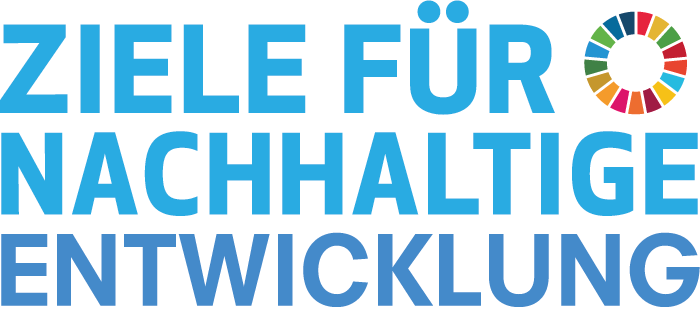 ZIELE FÜR
NACHHALTIGE
ENTWICKLUNG